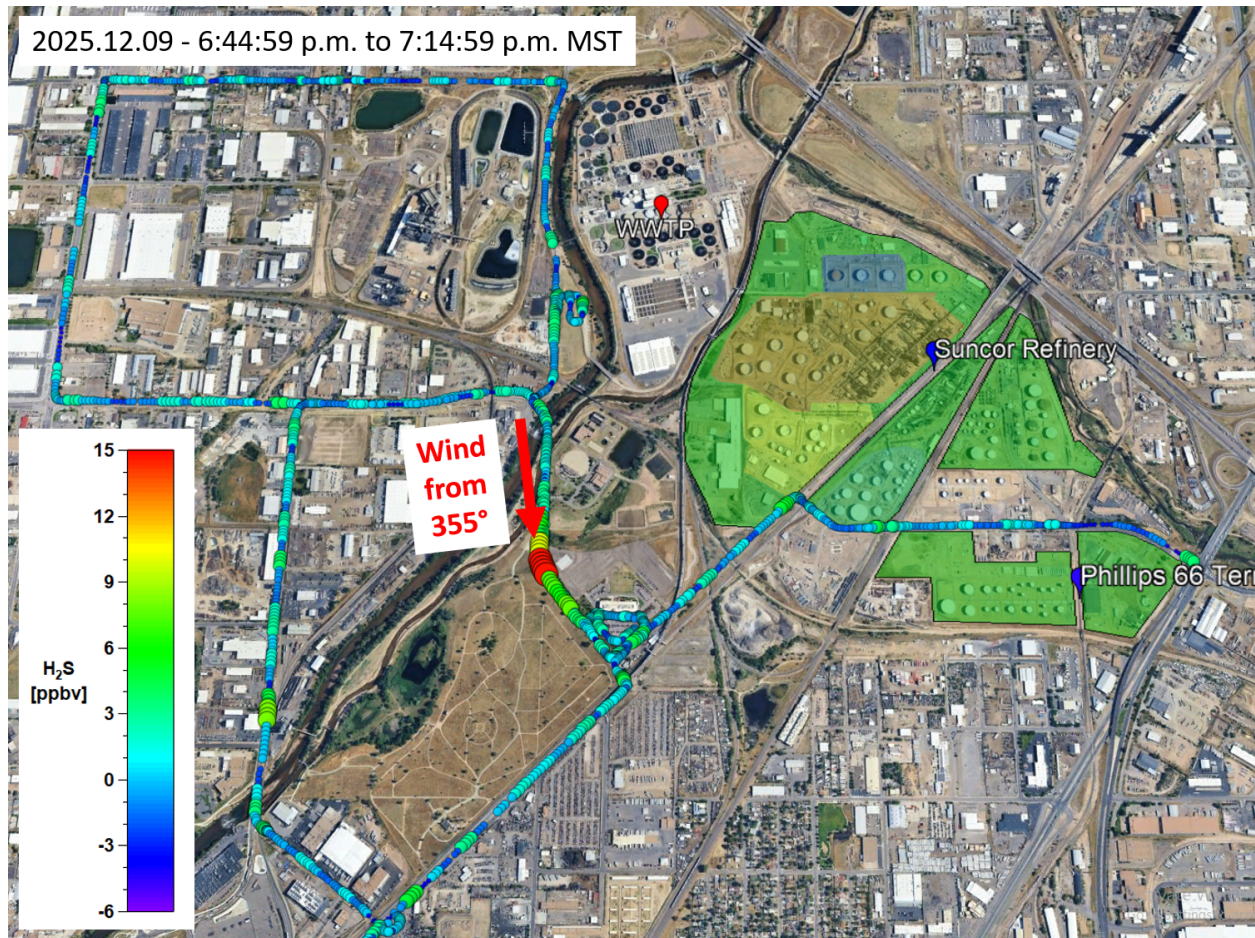 2025.12.09 - 6:44:59 p.m. to 7:14:59 p.m. MST
WWTP
Suncor Refinery
Wind
from
355°
Phillips 66 Terr
H₂S
[ppbv]
15
12
9
6
3
0
-3
-6